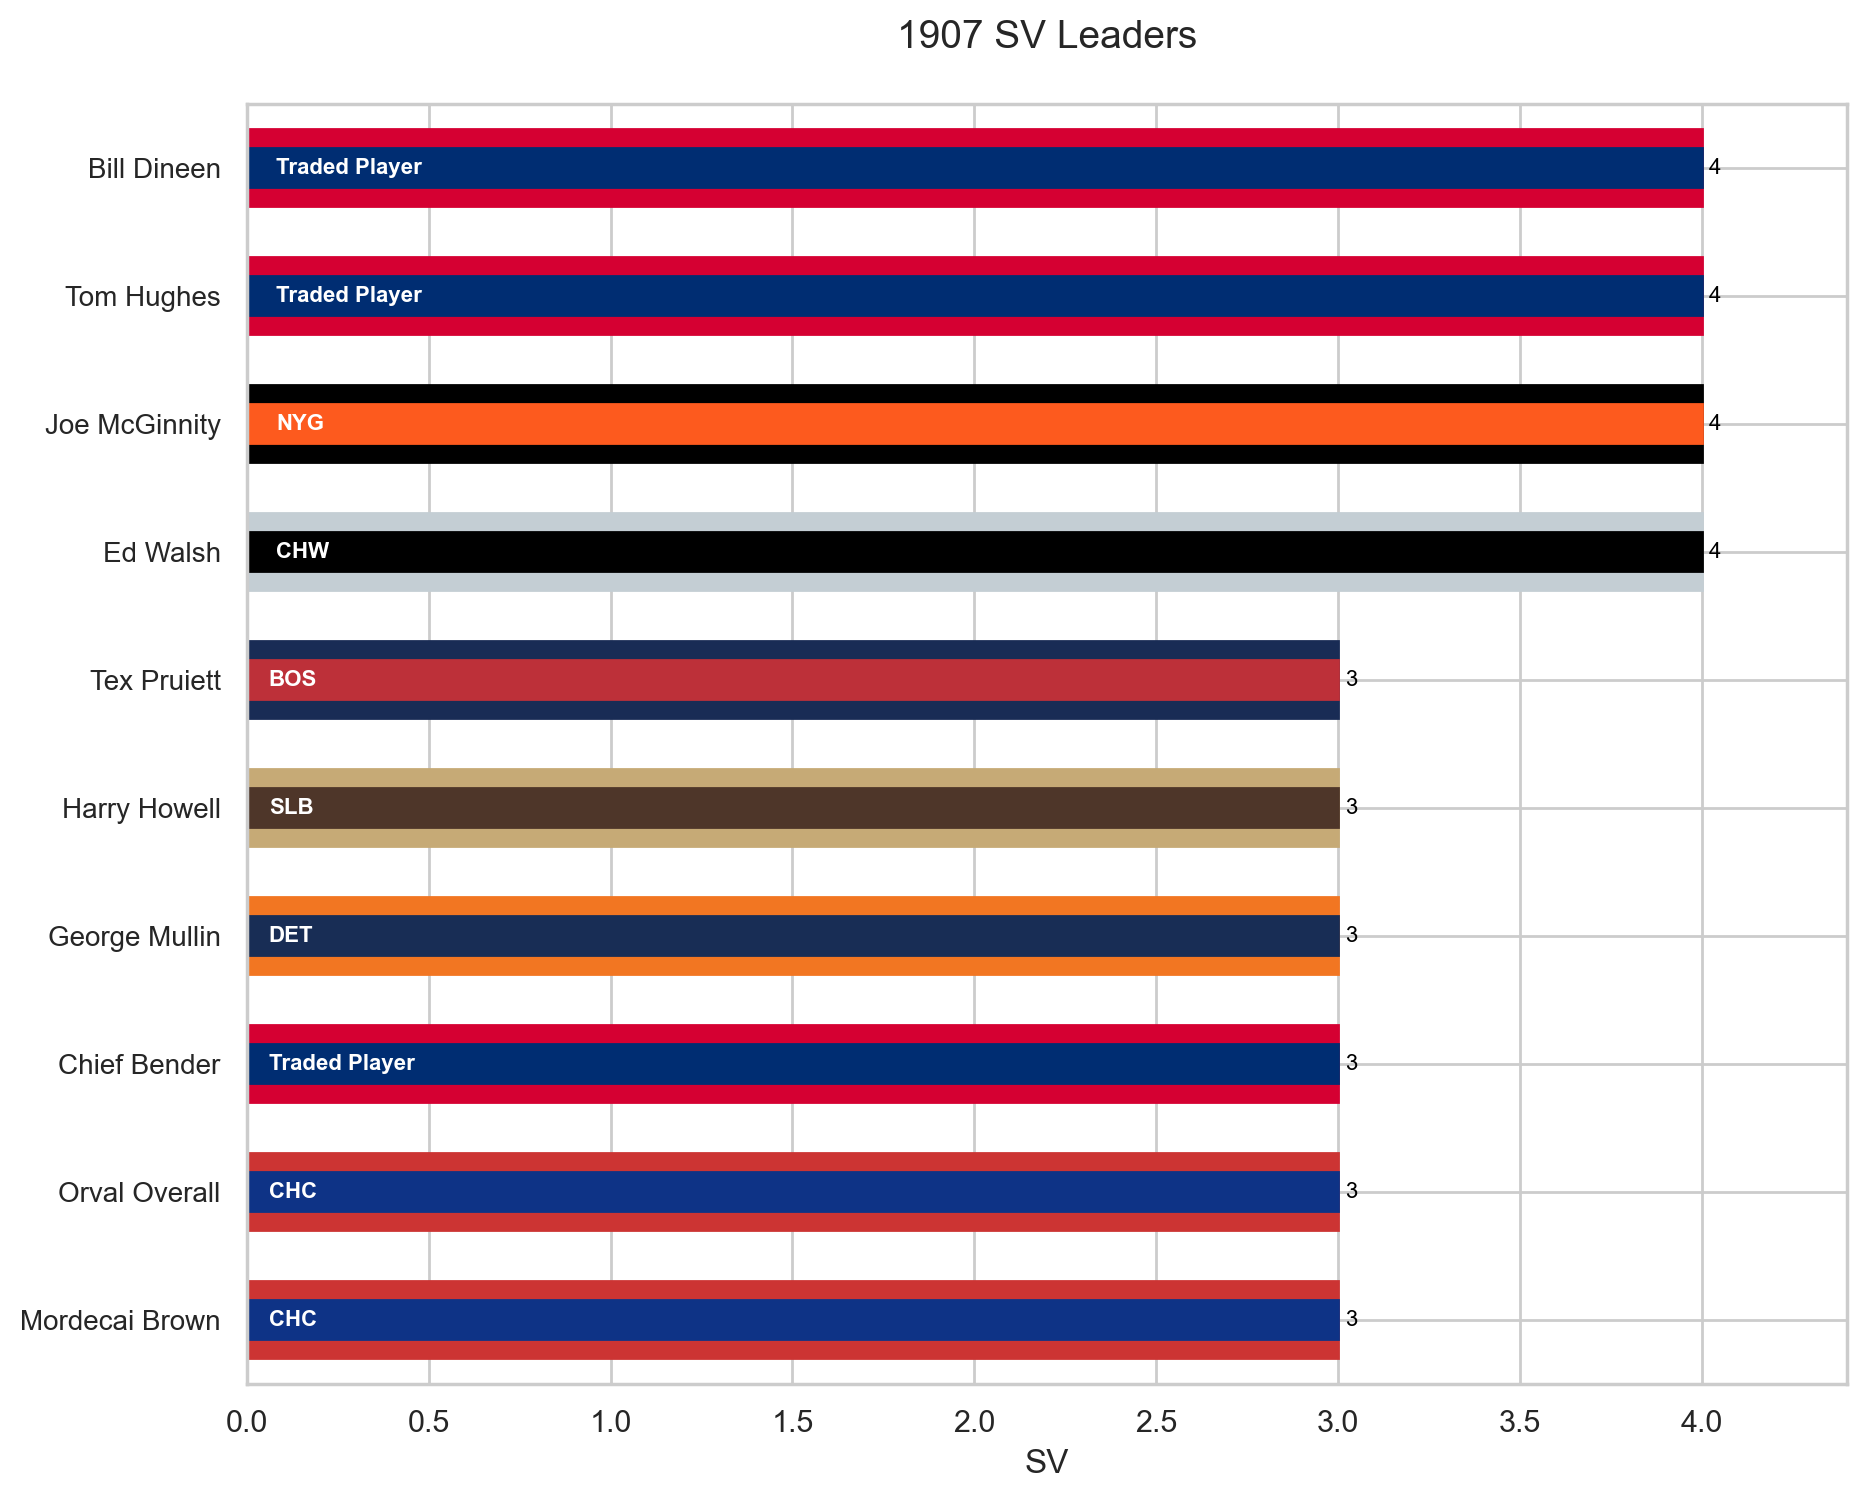 1907 SV Leaders
Bill Dineen Traded Player 4
Tom Hughes Traded Player 4
Joe McGinnity NYG 4
Ed Walsh CHW 4
Tex Pruiett BOS 3
Harry Howell SLB 3
George Mullin DET 3
Chief Bender Traded Player 3
Orval Overall CHC 3
Mordecai Brown CHC 3
0.0 0.5 1.0 1.5 2.0 2.5 3.0 3.5 4.0
SV